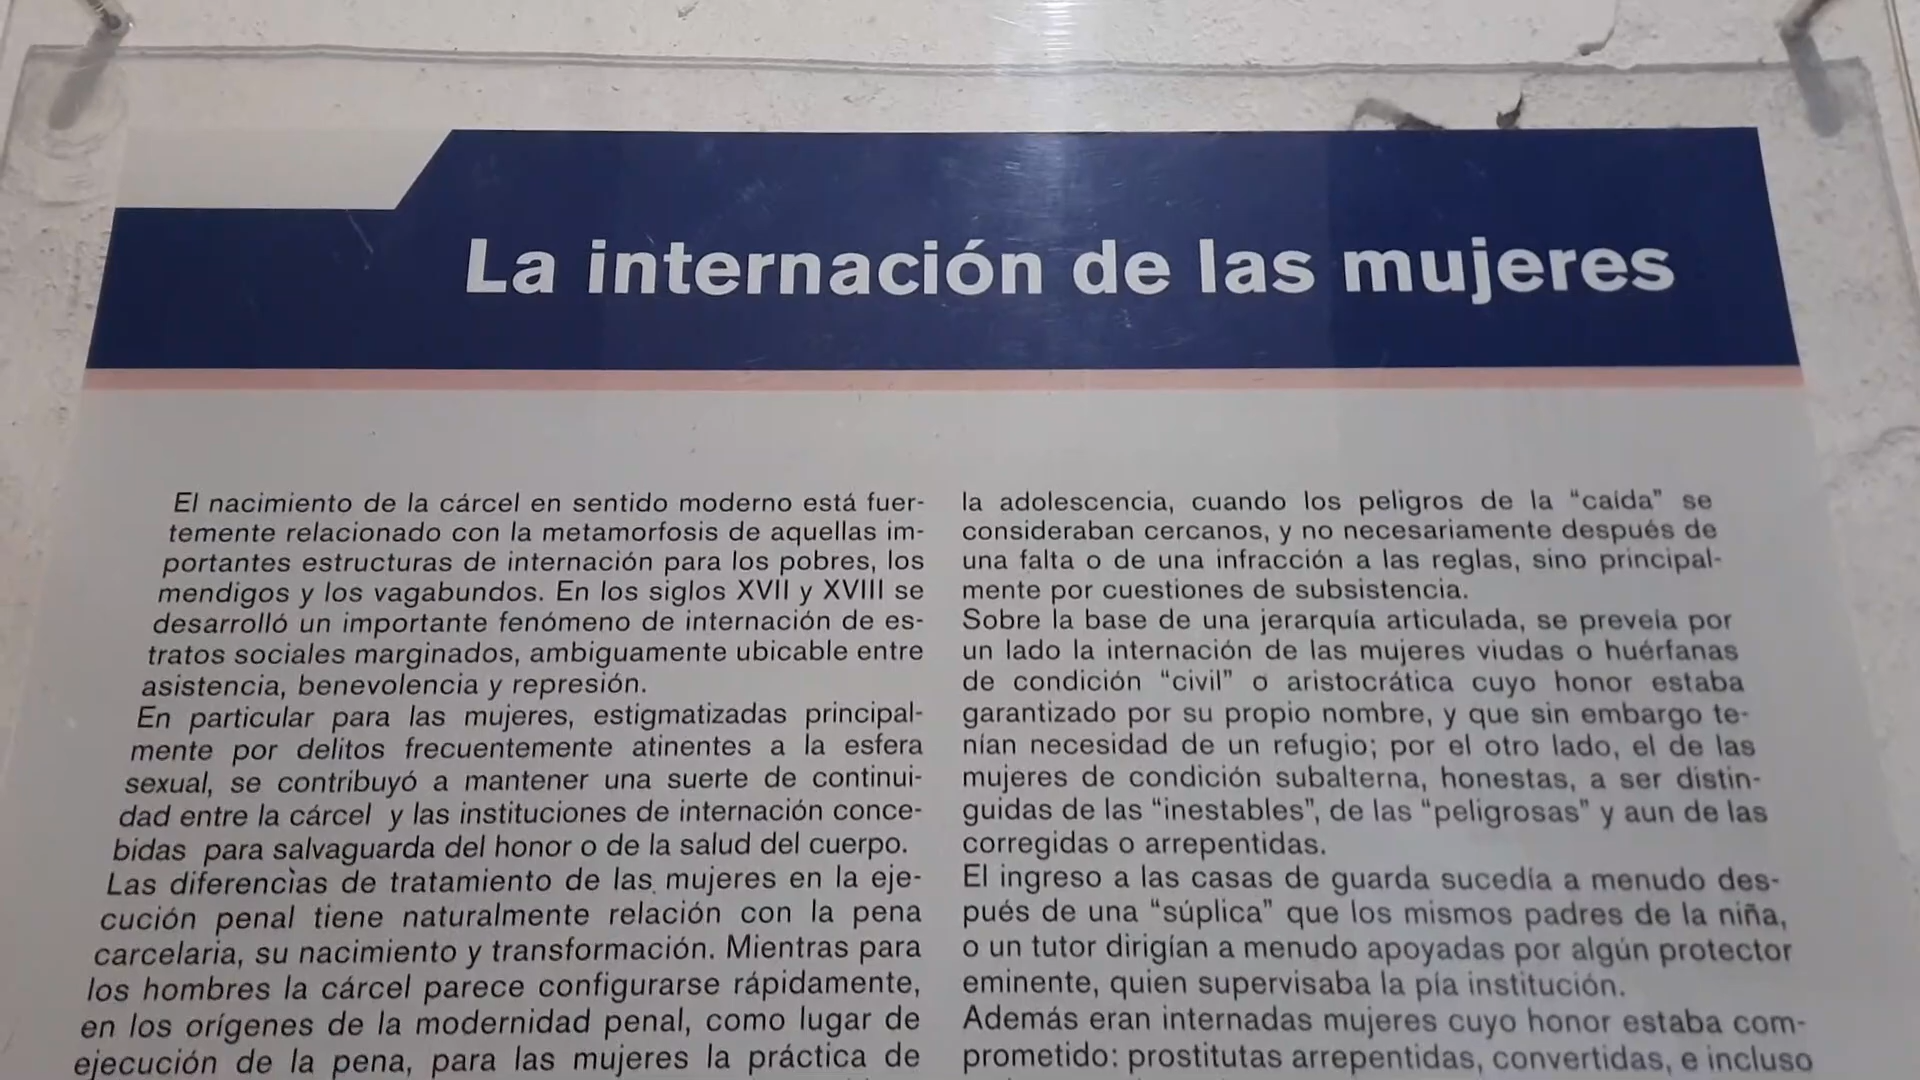 La internación de las mujeres
El nacimiento de la cárcel en sentido moderno está fuer-
temente relacionado con la metamorfosis de aquellas im-
portantes estructuras de internación para los pobres, los
mendigos y los vagabundos. En los siglos XVII y XVIII se
desarrolló un importante fenómeno de internación de es-
tratos sociales marginados, ambiguamente ubicable entre
asistencia, benevolencia y represión.
En particular para las mujeres, estigmatizadas principal-
mente por delitos frecuentemente atinentes a la esfera
sexual, se contribuyó a mantener una suerte de continui-
dad entre la cárcel y las instituciones de internación conce-
bidas para salvaguarda del honor o de la salud del cuerpo.
Las diferencias de tratamiento de las mujeres en la eje-
cución penal tiene naturalmente relación con la pena
carcelaria, su nacimiento y transformación. Mientras para
los hombres la cárcel parece configurarse rápidamente,
en los orígenes de la modernidad penal, como lugar de
ejecución de la pena, para las mujeres la práctica de
la adolescencia, cuando los peligros de la “caída” se
consideraban cercanos, y no necesariamente después de
una falta o de una infracción a las reglas, sino principal-
mente por cuestiones de subsistencia.
Sobre la base de una jerarquía articulada, se preveía por
un lado la internación de las mujeres viudas o huérfanas
de condición “civil” o aristocrática cuyo honor estaba
garantizado por su propio nombre, y que sin embargo te-
nían necesidad de un refugio; por el otro lado, el de las
mujeres de condición subalterna, honestas, a ser distin-
guidas de las “inestables”, de las “peligrosas” y aun de las
corregidas o arrepentidas.
El ingreso a las casas de guarda sucedía a menudo des-
pués de una “súplica” que los mismos padres de la niña,
o un tutor dirigían a menudo apoyadas por algún protector
eminente, quien supervisaba la pía institución.
Además eran internadas mujeres cuyo honor estaba com-
prometido: prostitutas arrepentidas, convertidas, e incluso